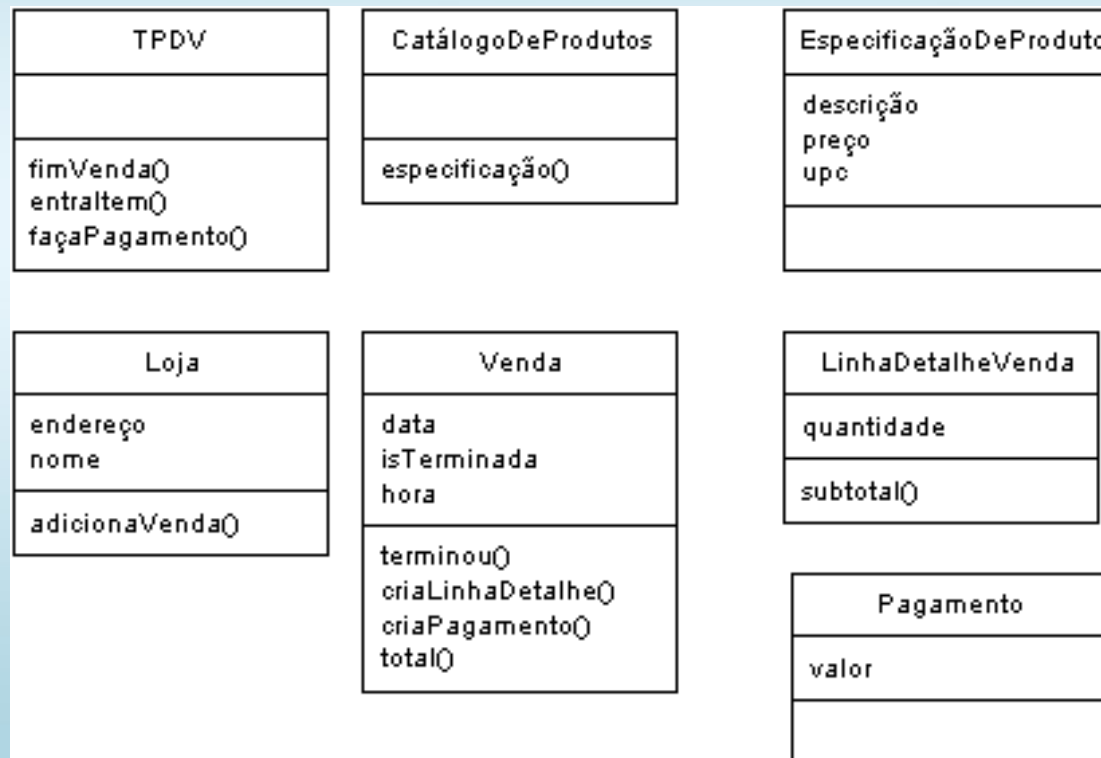 TPDV
fimVenda()
entraItem()
façaPagamento()
CatálogoDeProdutos
especificação()
EspecificaçãoDeProduto
descrição
preço
upc
Loja
endereço
nome
adicionaVenda()
Venda
data
isTerminada
hora
terminou()
criaLinhaDetalhe()
criaPagamento()
total()
LinhaDetalheVenda
quantidade
subtotal()
Pagamento
valor